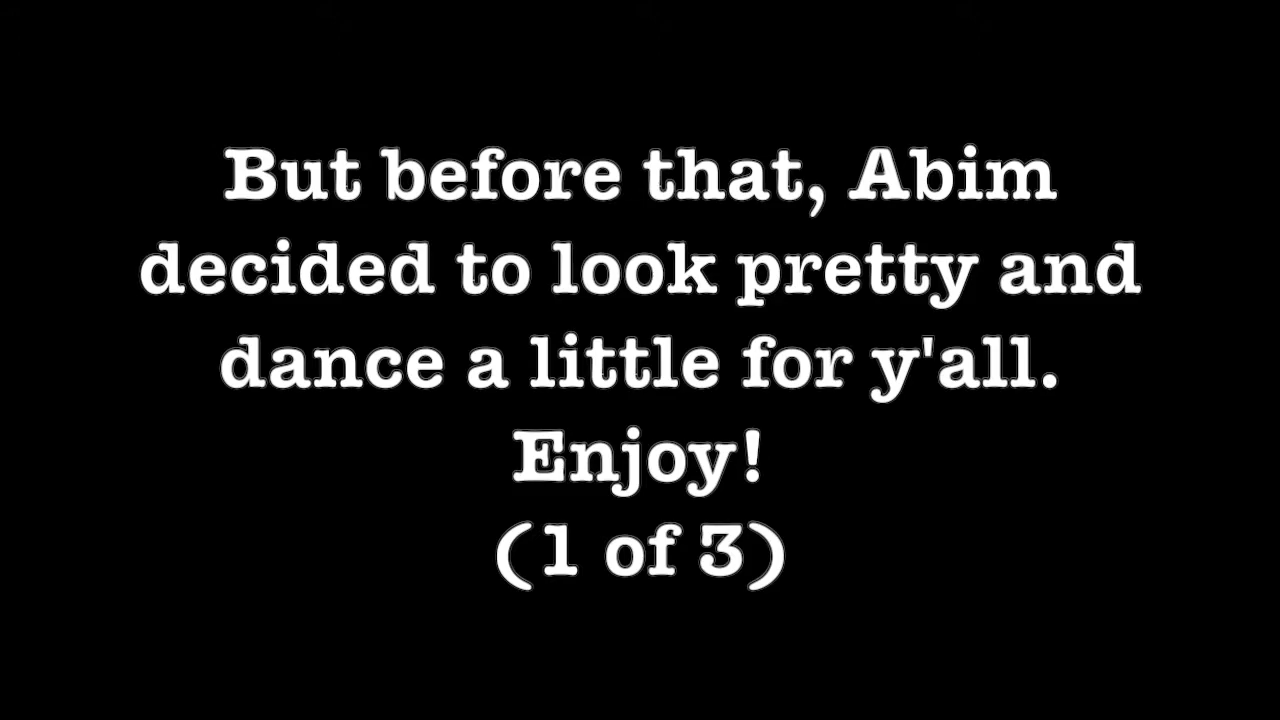 But before that, Abim
decided to look pretty and
dance a little for y'all.
Enjoy!
(1 of 3)